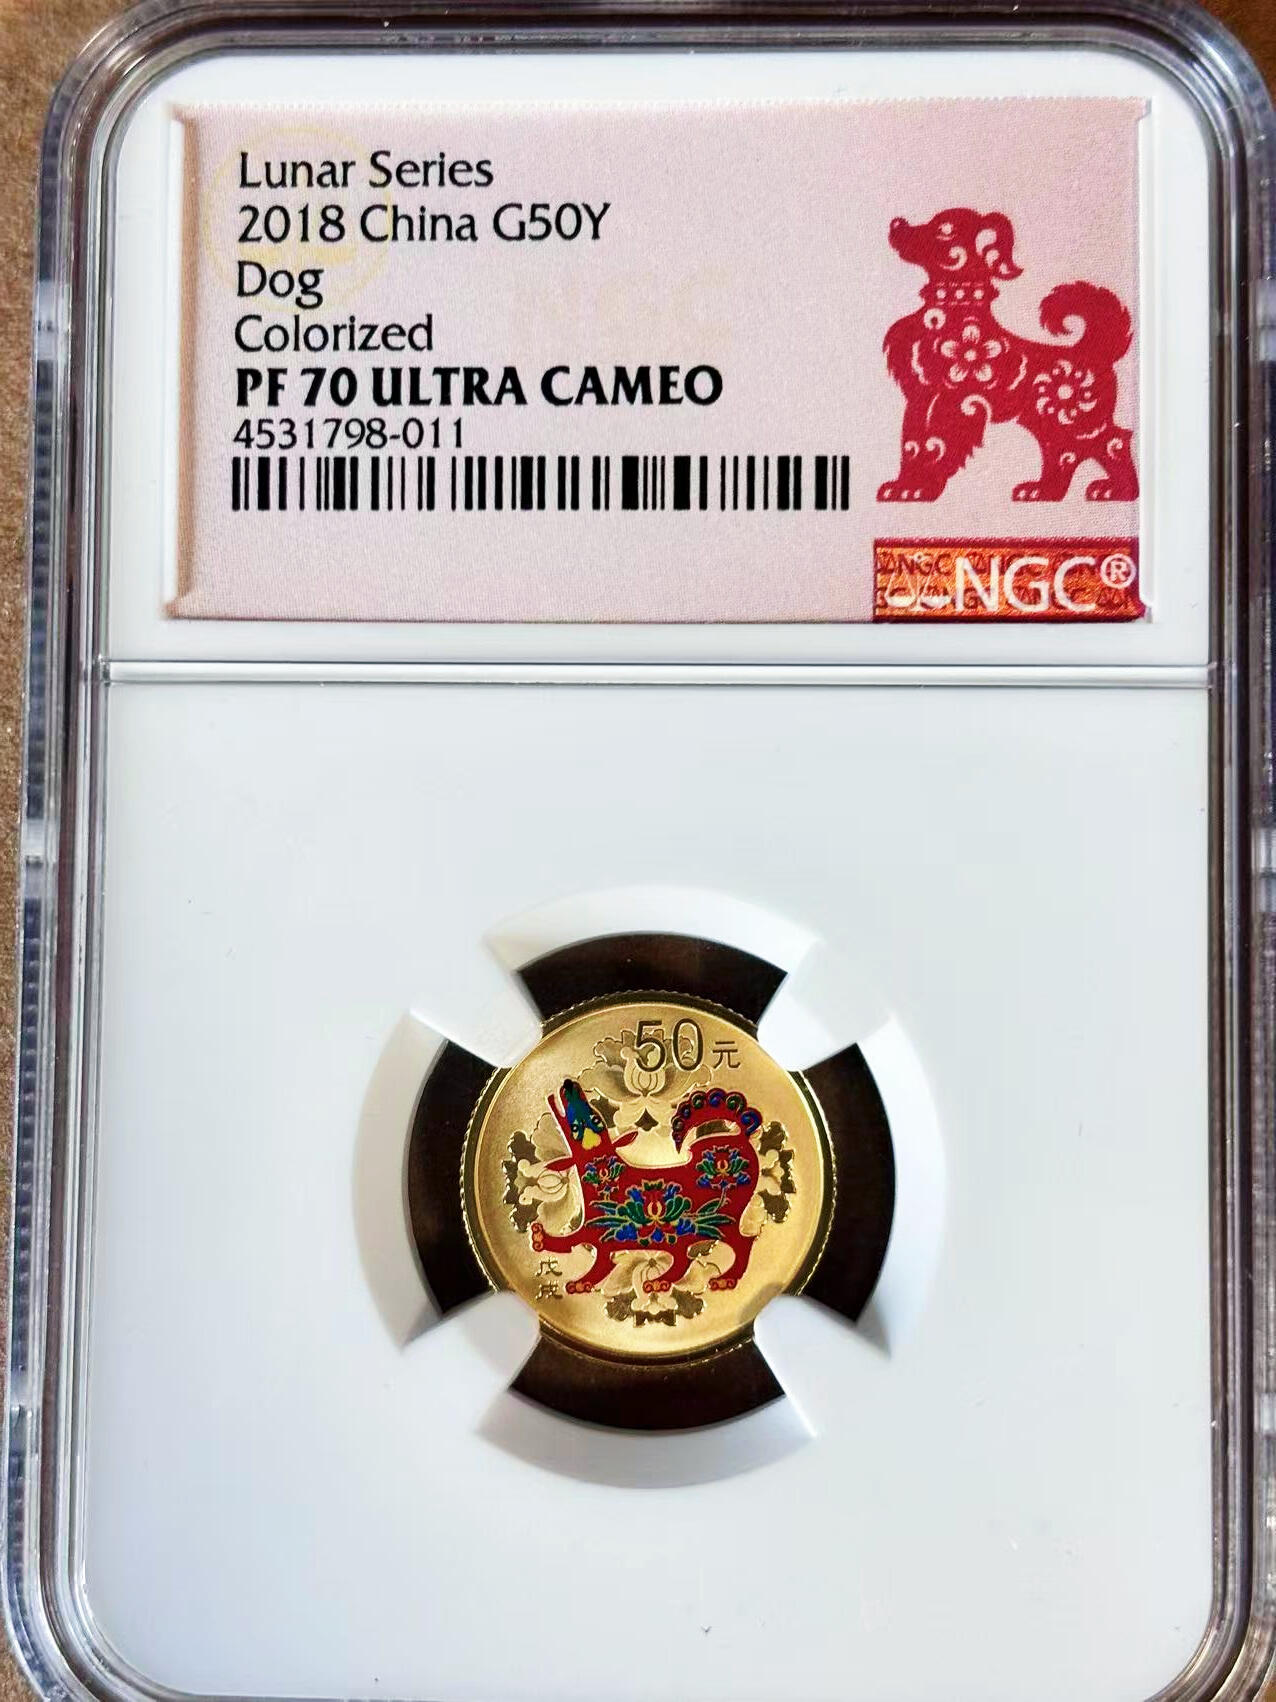 Lunar Series
2018 China G50Y
Dog
Colorized
PF 70 ULTRA CAMEO
4531798-011
NGC®
50元
戊
戌